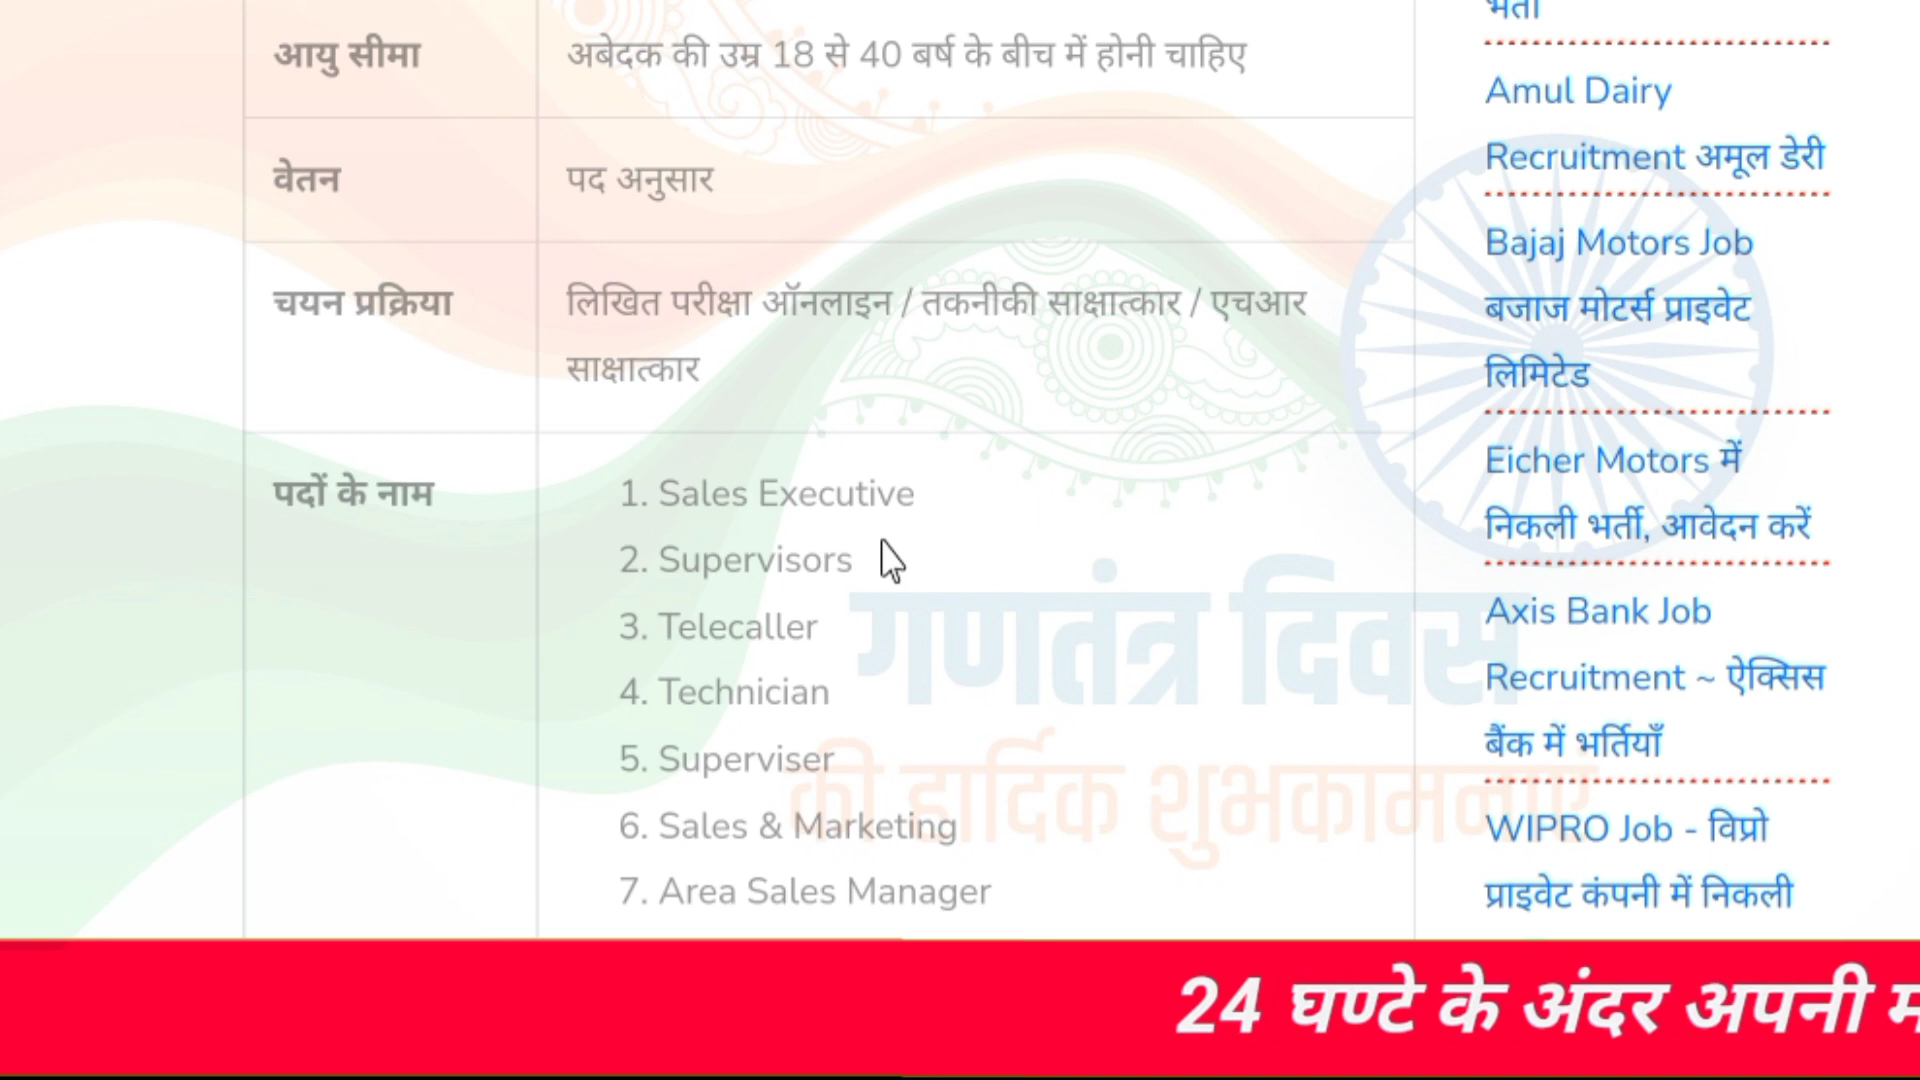 आयु सीमा
अबेदक की उम्र 18 से 40 बर्ष के बीच में होनी चाहिए
वेतन
पद अनुसार
चयन प्रक्रिया
लिखित परीक्षा ऑनलाइन / तकनीकी साक्षात्कार / एचआर
साक्षात्कार
पदों के नाम
1. Sales Executive
2. Supervisors
3. Telecaller
4. Technician
5. Superviser
6. Sales & Marketing
7. Area Sales Manager
गणतंत्र दिवस
की हार्दिक शुभकामनाएं
भर्ती
Amul Dairy
Recruitment अमूल डेरी
Bajaj Motors Job
बजाज मोटर्स प्राइवेट
लिमिटेड
Eicher Motors में
निकली भर्ती, आवेदन करें
Axis Bank Job
Recruitment ~ ऐक्सिस
बैंक में भर्तियाँ
WIPRO Job - विप्रो
प्राइवेट कंपनी में निकली
24 घण्टे के अंदर अपनी